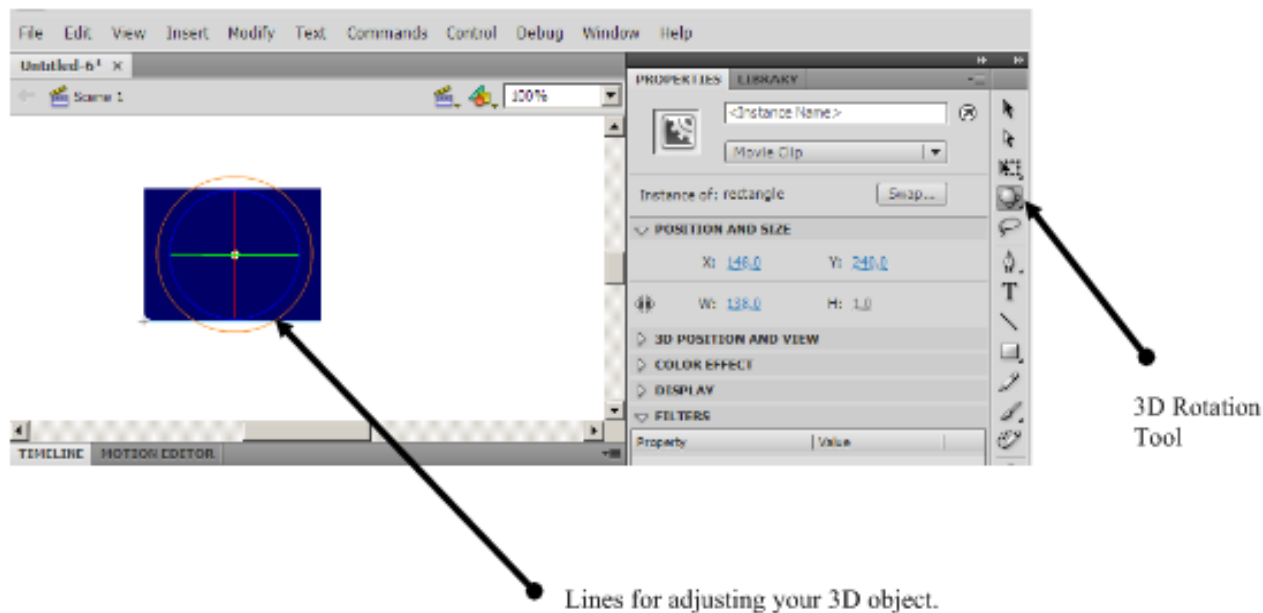 File Edit View Insert Modify Text Commands Control Debug Window Help
Untitled-6* ×
Scene 1
100%
PROPERTIES LIBRARY
<Instance Name>
Movie Clip
Instance of: rectangle
Swap...
POSITION AND SIZE
X: 148,0 Y: 248,0
W: 138,0 H: 1,0
3D POSITION AND VIEW
COLOR EFFECT
DISPLAY
FILTERS
Property Value
TIMELINE MOTION EDITOR
T
3D Rotation
Tool
Lines for adjusting your 3D object.